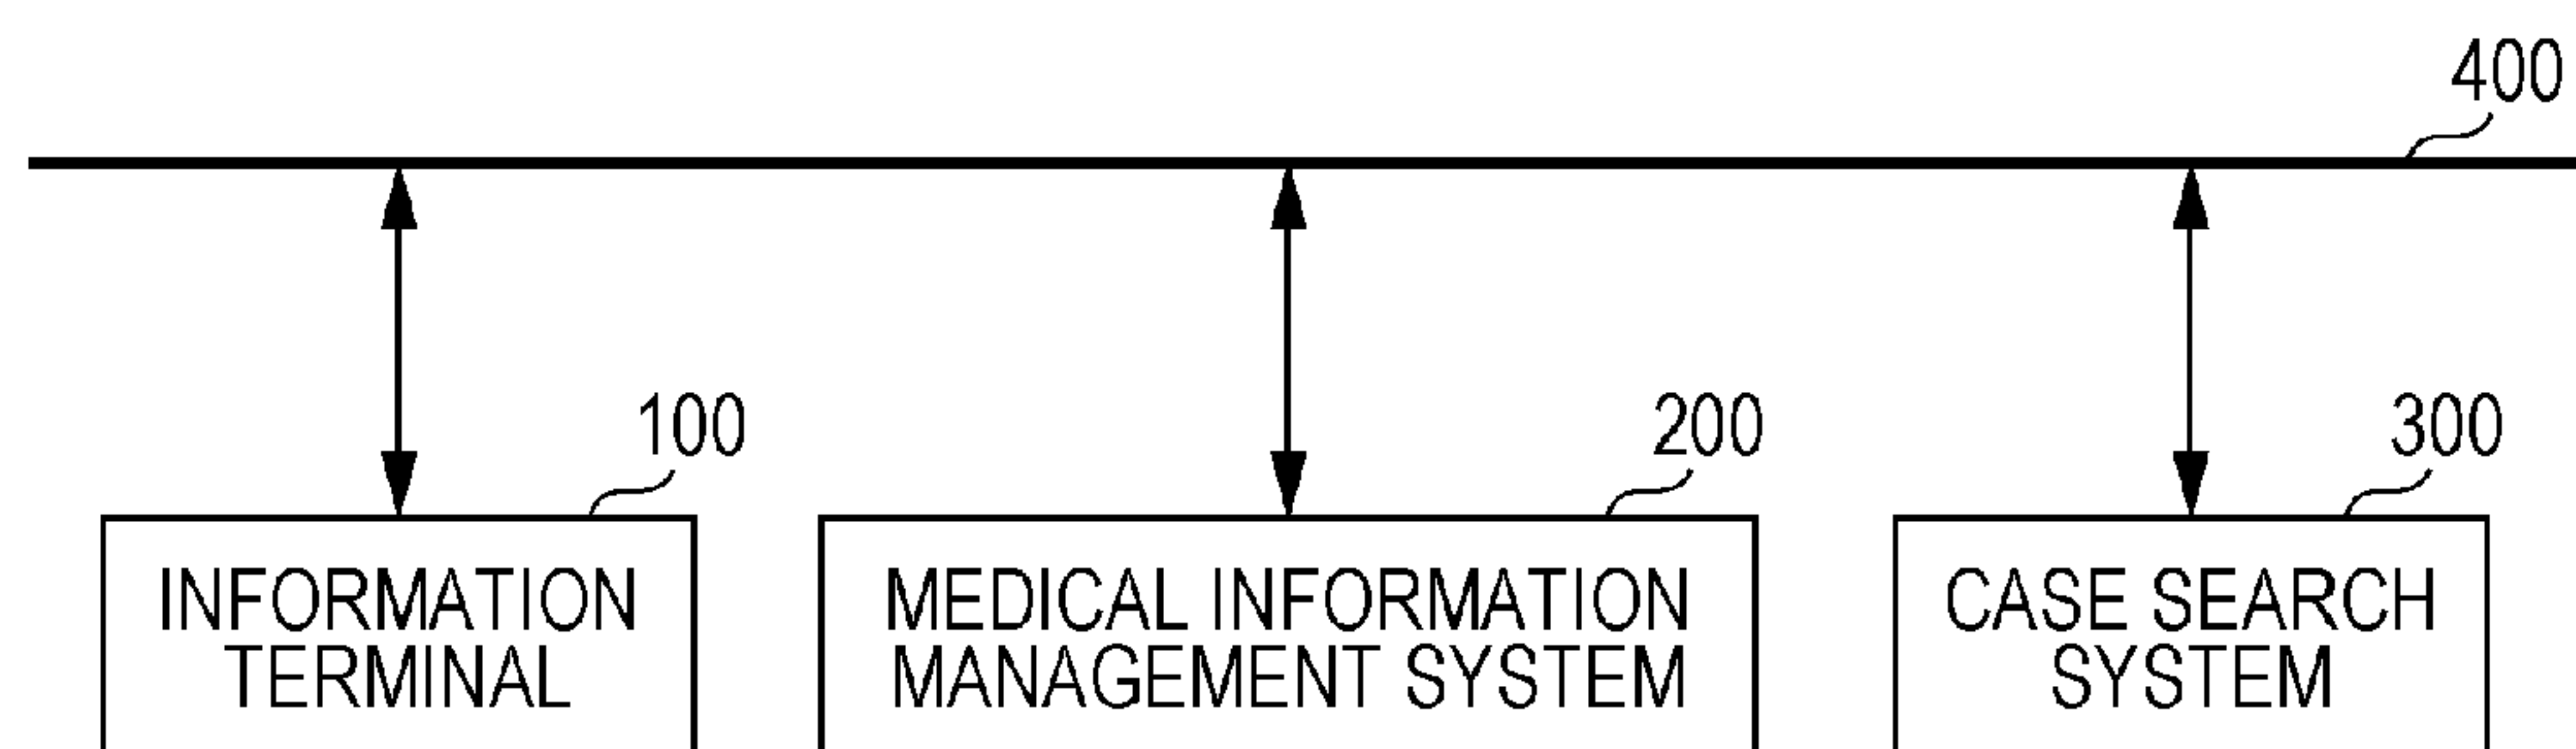 400
100
200
300
INFORMATION
TERMINAL
MEDICAL INFORMATION
MANAGEMENT SYSTEM
CASE SEARCH
SYSTEM